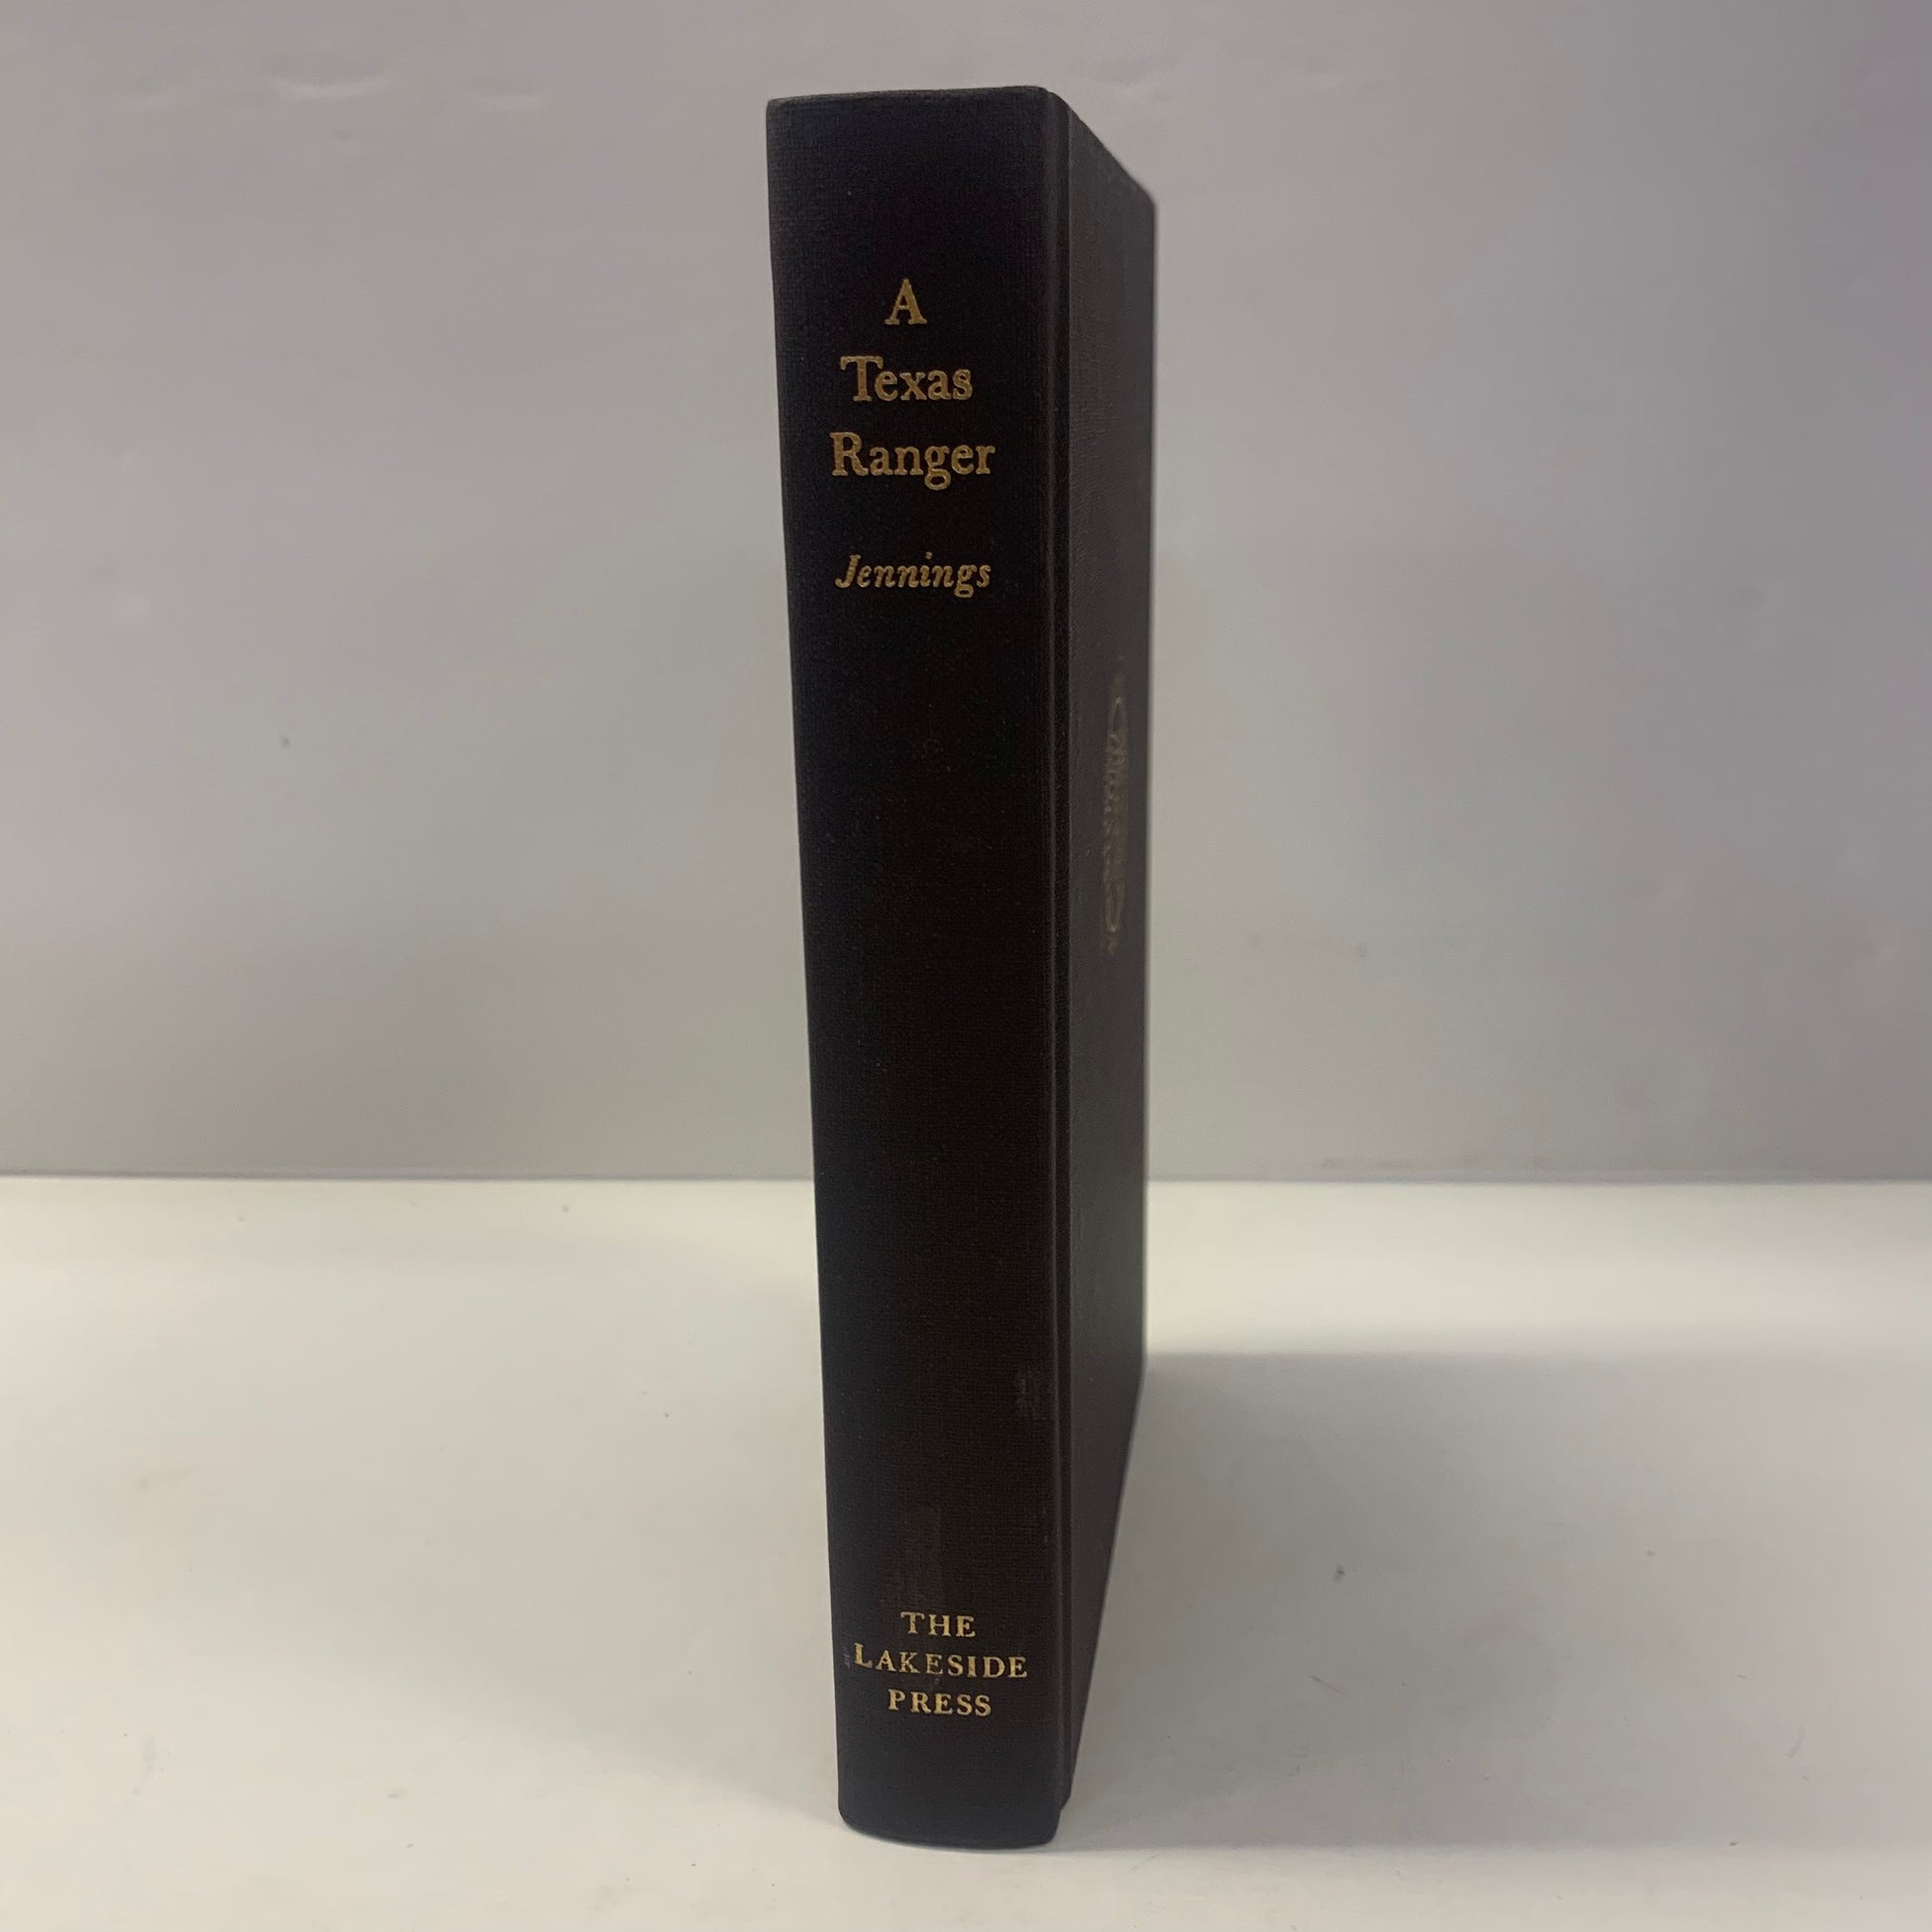 A
Texas
Ranger
Jennings
THE
LAKESIDE
PRESS